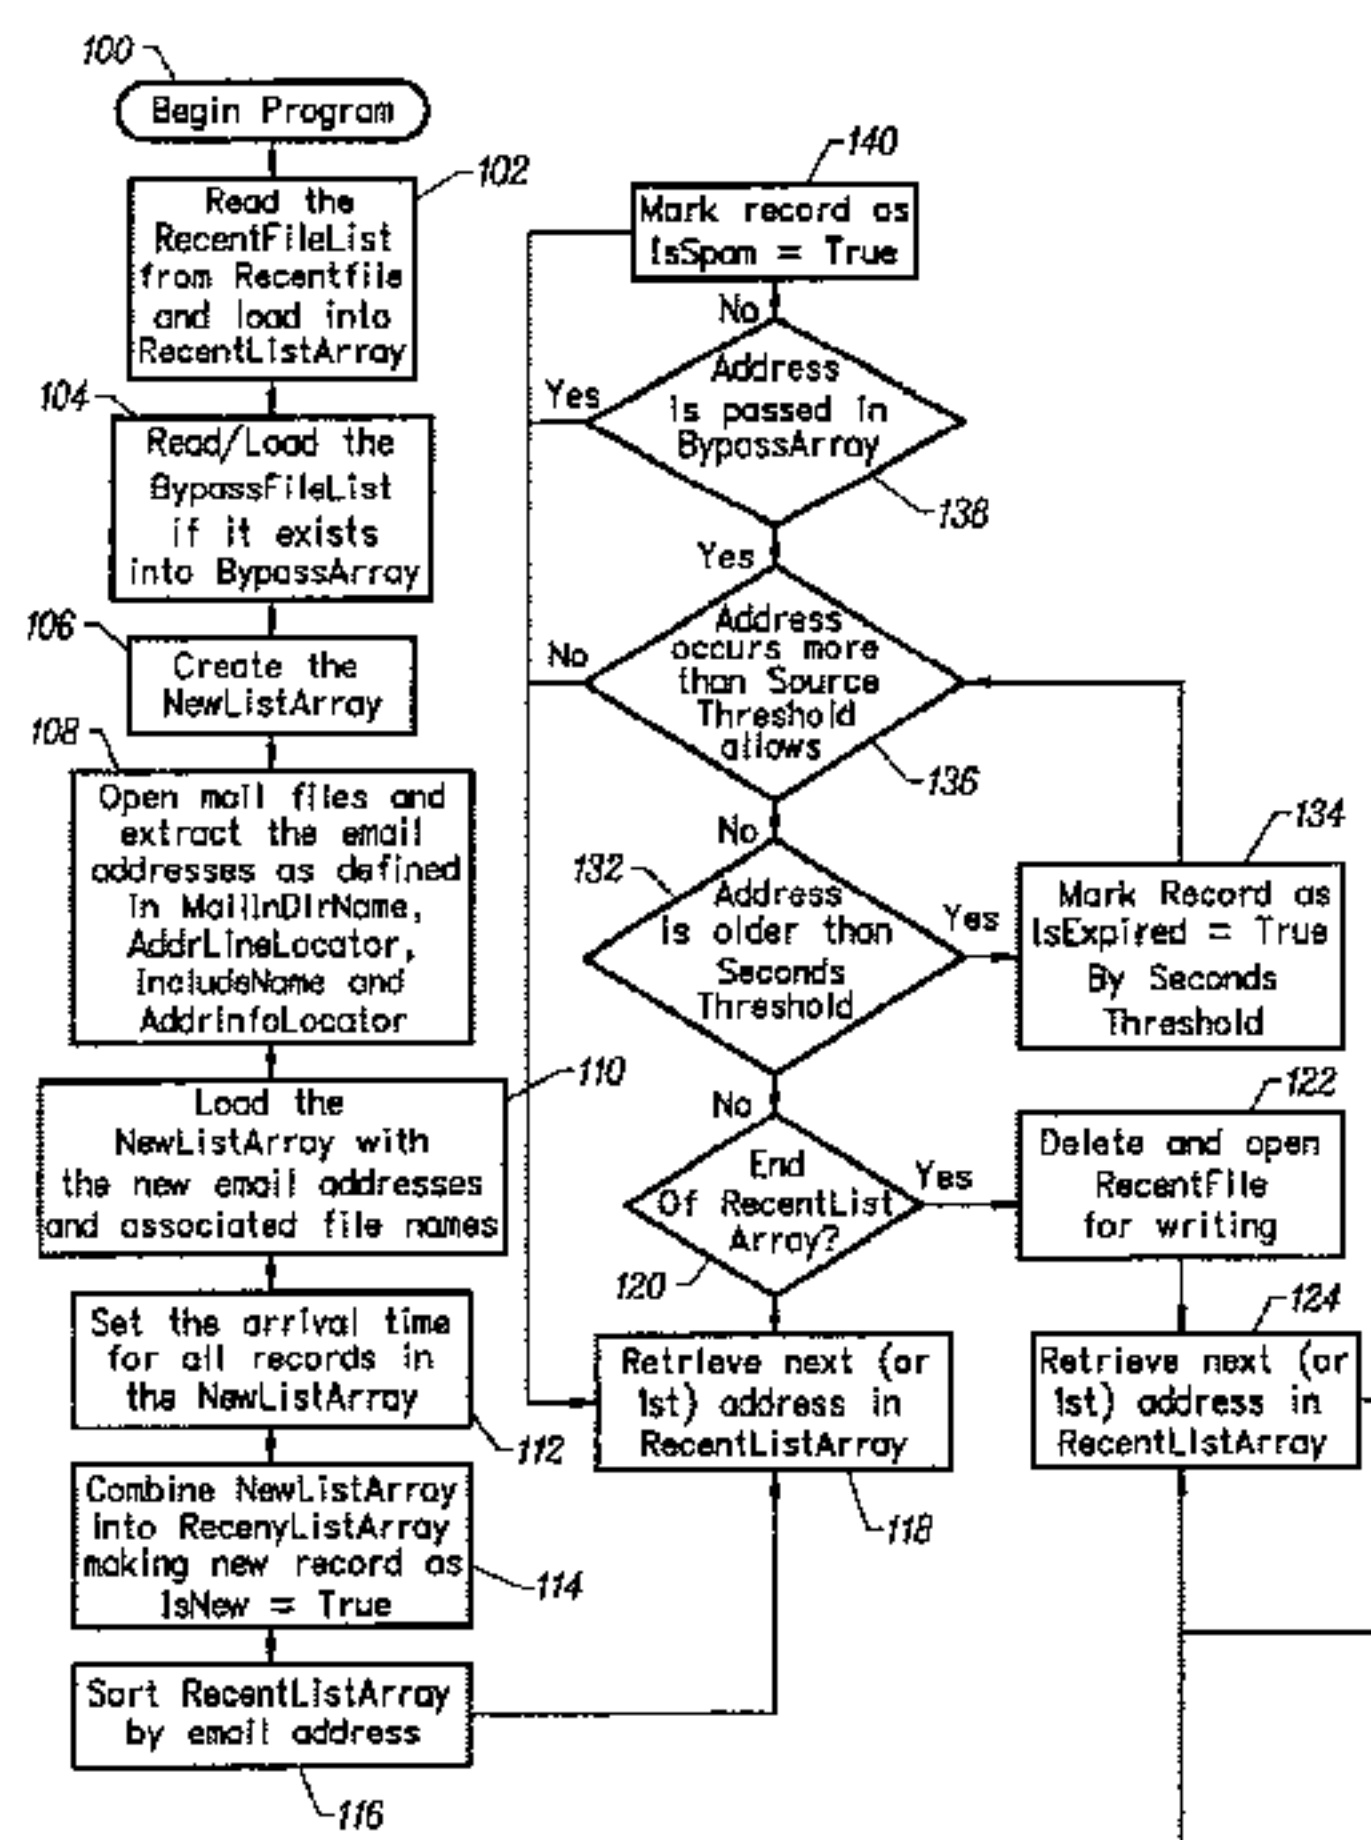 100
Begin Program
102
Read the
RecentFileList
from Recentfile
and load into
RecentListArray
104
Read/Load the
BypassFileList
if it exists
into BypassArray
106
Create the
NewListArray
108
Open mail files and
extract the email
addresses as defined
In MailInDirName,
AddrLineLocator,
IncludeName and
AddrInfoLocator
110
Load the
NewListArray with
the new email addresses
and associated file names
Set the arrival time
for all records in
the NewListArray
112
Combine NewListArray
into RecenyListArray
making new record as
IsNew = True
114
Sort RecentListArray
by email address
116
140
Mark record as
IsSpam = True
No
Address
is passed in
BypassArray
Yes
138
Yes
Address
occurs more
than Source
Threshold
allows
No
136
No
132
Address
is older than
Seconds
Threshold
Yes
134
Mark Record as
IsExpired = True
By Seconds
Threshold
No
End
Of RecentList
Array?
Yes
120
122
Delete and open
RecentFile
for writing
Retrieve next (or
1st) address in
RecentListArray
118
124
Retrieve next (or
1st) address in
RecentListArray